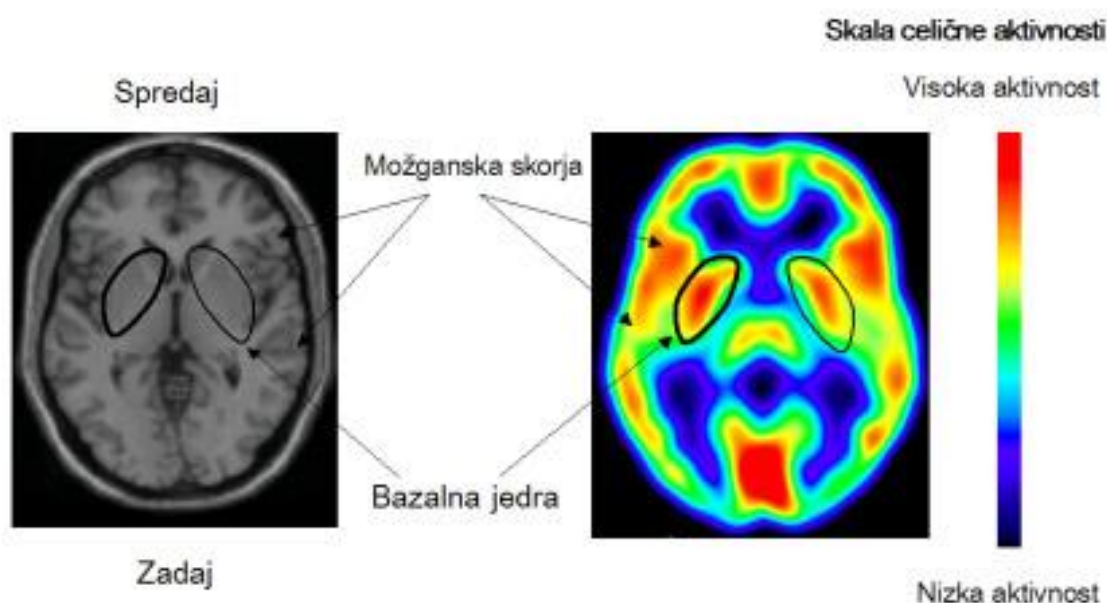 Skala celične aktivnosti
Spredaj
Visoka aktivnost
Možganska skorja
Bazalna jedra
Zadaj
Nizka aktivnost